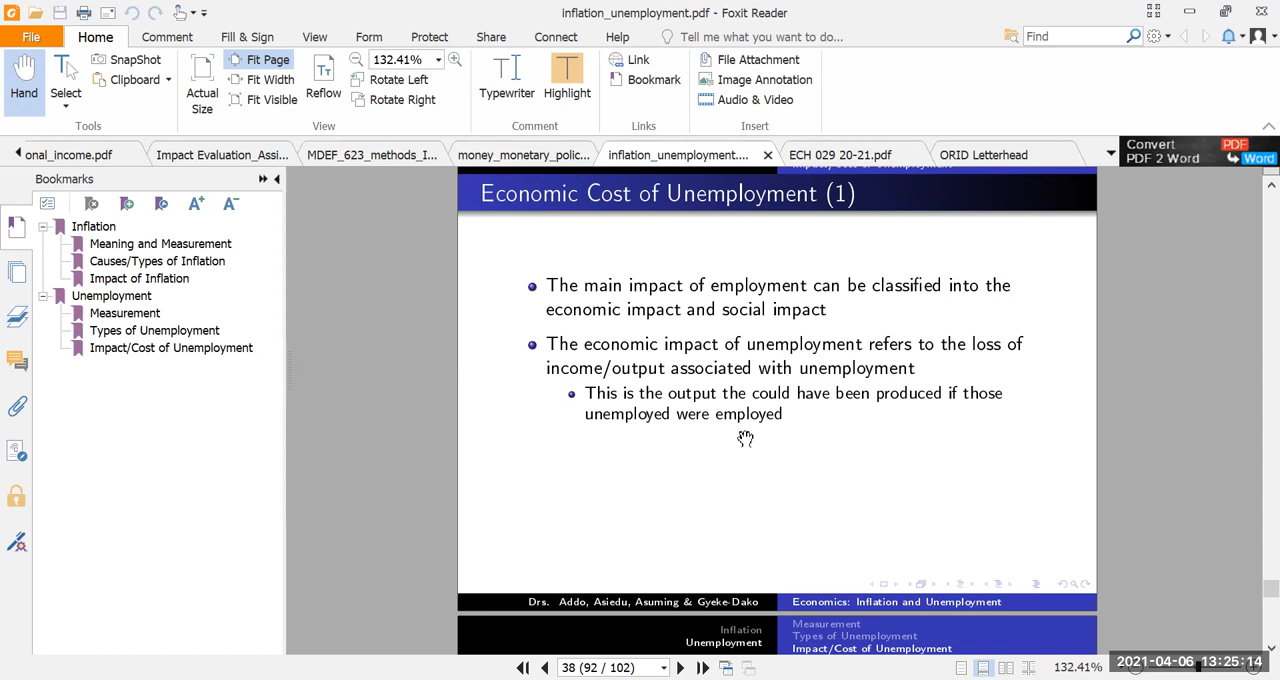 inflation_unemployment.pdf - Foxit Reader
File Home Comment Fill & Sign View Form Protect Share Connect Help Tell me what you want to do... Find
Hand
Select
SnapShot
Clipboard
Tools
Actual
Size
Fit Page
Fit Width
Fit Visible
Reflow
132.41%
Rotate Left
Rotate Right
View
Typewriter
Highlight
Comment
Link
Bookmark
Links
File Attachment
Image Annotation
Audio & Video
Insert
onal_income.pdf Impact Evaluation_Assi... MDEF_623_methods_I... money_monetary_polic... inflation_unemployment.... ECH 029 20-21.pdf ORID Letterhead
Convert PDF
PDF 2 Word Word
Bookmarks
Inflation
Meaning and Measurement
Causes/Types of Inflation
Impact of Inflation
Unemployment
Measurement
Types of Unemployment
Impact/Cost of Unemployment
Economic Cost of Unemployment (1)
The main impact of employment can be classified into the
economic impact and social impact
The economic impact of unemployment refers to the loss of
income/output associated with unemployment
This is the output the could have been produced if those
unemployed were employed
Drs. Addo, Asiedu, Asuming & Gyeke-Dako Economics: Inflation and Unemployment
Inflation
Unemployment
Measurement
Types of Unemployment
Impact/Cost of Unemployment
38 (92 / 102)
132.41%
2021-04-06 13:25:14